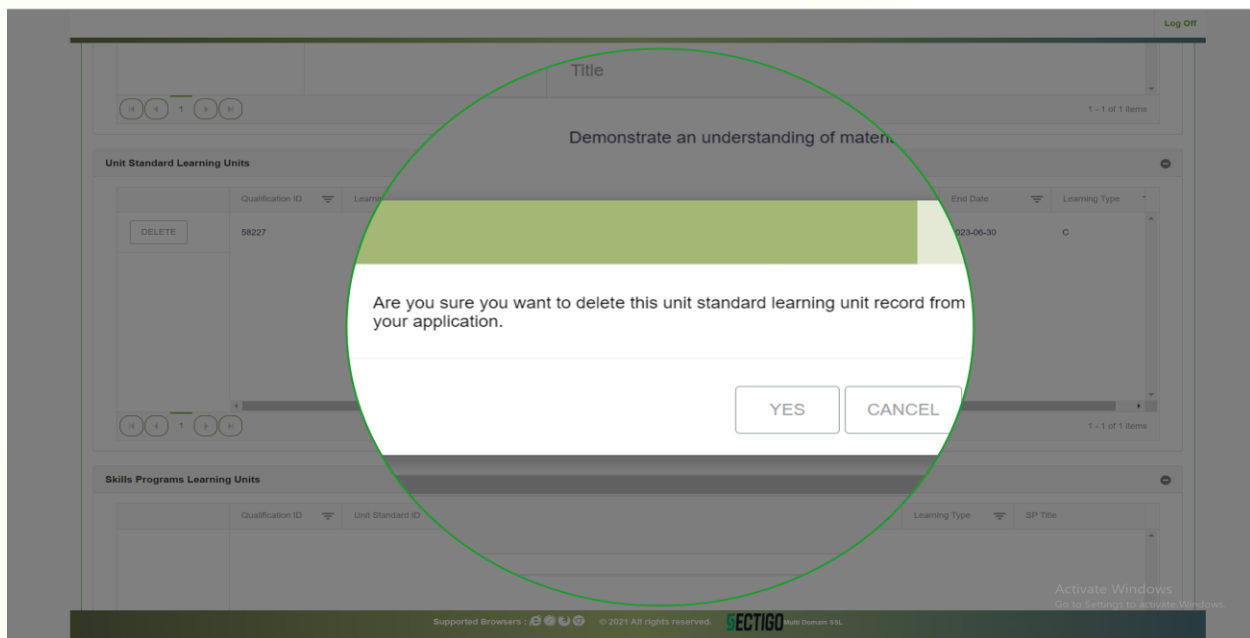 Log Off
Title
1
1 - 1 of 1 items
Demonstrate an understanding of
Unit Standard Learning Units
Qualification ID
End Date
Learning Type
DELETE
58227
023-06-30
C
Are you sure you want to delete this unit standard learning unit record from
your application.
YES
CANCEL
1
1 - 1 of 1 items
Skills Programs Learning Units
Qualification ID
Unit Standard ID
Learning Type
SP Title
Activate Windows
Go to Settings to activate Windows.
Supported Browsers :
© 2021 All rights reserved.
SECTIGO Multi Domain SSL